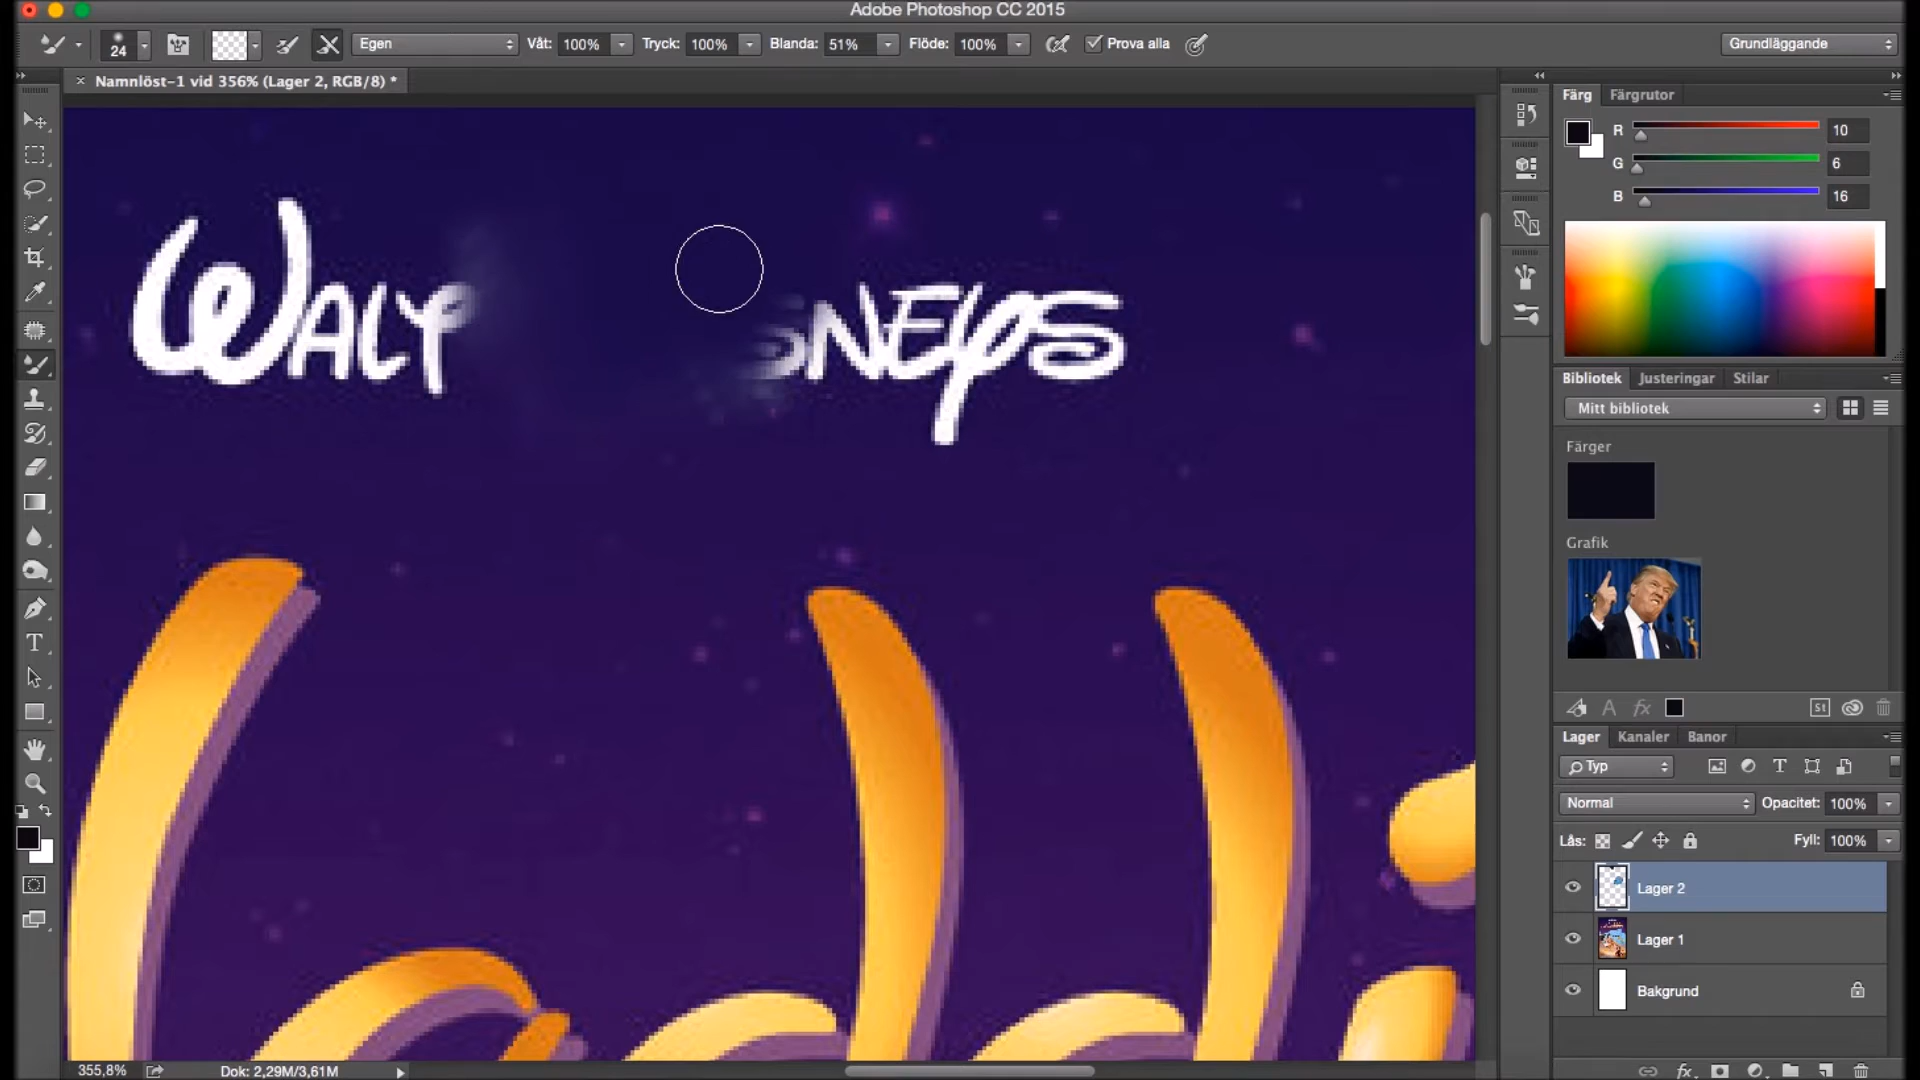 Adobe Photoshop CC 2015
24
Egen
Våt: 100%
Tryck: 100%
Blanda: 51%
Flöde: 100%
Prova alla
Grundläggande
× Namnlöst-1 vid 356% (Lager 2, RGB/8) *
Färg Färgrutor
R 10
G 6
B 16
WALT
SNEYS
Bibliotek Justeringar Stilar
Mitt bibliotek
Färger
Grafik
St
Lager Kanaler Banor
Typ
Normal Opacitet: 100%
Lås: Fyll: 100%
Lager 2
Lager 1
Bakgrund
355,8% Dok: 2,29M/3,61M